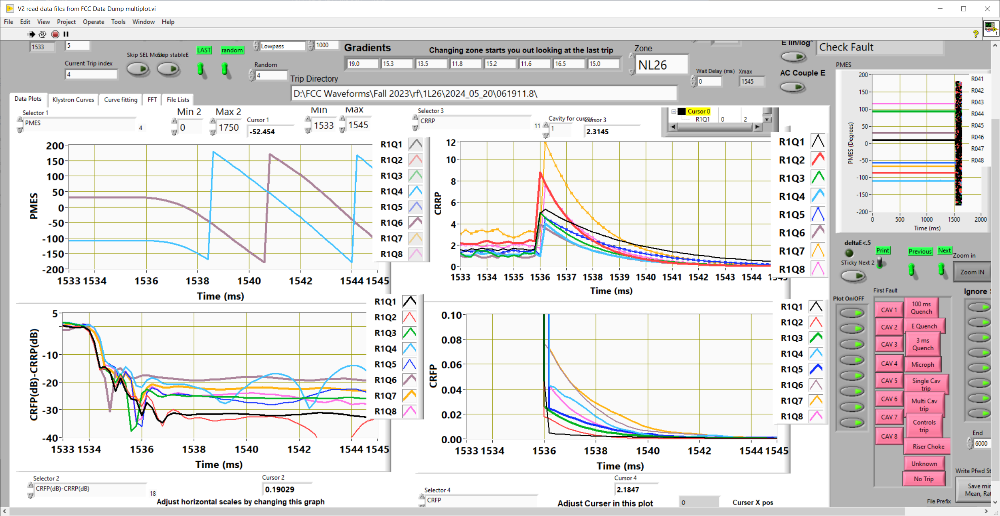 V2 read data files from FCC Data Dump multiplot.vi
File Edit View Project Operate Tools Window Help
1533
5
Current Trip index
4
Skip SEL Mode
Skip stableE
LAST
random
Lowpass
1000
Random
4
Gradients
Changing zone starts you out looking at the last trip
19.0 15.3 13.5 11.8 15.2 11.6 16.5 15.0
Trip Directory
D:\FCC Waveforms\Fall 2023\rf\1L26\2024_05_20\061911.8\
Zone
NL26
Wait Delay (ms)
0
Xmax
1545
E lin/log*
AC Couple E
Check Fault
Data Plots Klystron Curves Curve fitting FFT File Lists
Selector 1
PMES
4
Min 2
0
Max 2
1750
Cursor 1
-52.454
Min
1533
Max
1545
Selector 3
CRRP
11
Cavity for cursor
1
Cursor 3
2.3145
Cursor 0
R1Q1 0 2
PMES
200
150
100
50
0
-50
-100
-150
-200
1533 1534 1536 1538 1540 1542 1544 1545
Time (ms)
R1Q1
R1Q2
R1Q3
R1Q4
R1Q5
R1Q6
R1Q7
R1Q8
CRRP
12
10
8
6
4
2
0
1533 1534 1535 1536 1537 1538 1539 1540 1541 1542 1543 1544 1545
Time (ms)
R1Q1
R1Q2
R1Q3
R1Q4
R1Q5
R1Q6
R1Q7
R1Q8
CRFP(dB)-CRRP(dB)
5
-
-10
-20
-30
-40
1533 1534 1536 1538 1540 1542 1544 1545
Time (ms)
R1Q1
R1Q2
R1Q3
R1Q4
R1Q5
R1Q6
R1Q7
R1Q8
CRFP
0.10
0.08
0.06
0.04
0.02
0.00
1533 1534 1536 1538 1540 1542 1544 1545
Time (ms)
R1Q1
R1Q2
R1Q3
R1Q4
R1Q5
R1Q6
R1Q7
R1Q8
Selector 2
CRFP(dB)-CRRP(dB)
18
Cursor 2
0.19029
Adjust horizontal scales by changing this graph
Selector 4
CRFP
Cursor 4
2.1847
Adjust Curser in this plot
0
Curser X pos
PMES
PMES (Degrees)
200
150
100
50
0
-50
-100
-150
-200
0 500 1000 1500 2000
Time (ms)
R041
R042
R043
R044
R045
R046
R047
R048
deltaE<.5
Print
Previous
Next
STicky Next 2
Zoom in
Zoom IN
Plot On/OFF
First Fault
Ignore
CAV 1
CAV 2
CAV 3
CAV 4
CAV 5
CAV 6
CAV 7
CAV 8
100 ms
Quench
E Quench
3 ms
Quench
Microph
Single Cav
trip
Multi Cav
trip
Controls
trip
Riser Choke
Unknown
No Trip
End
6000
Write Pfwd St
Save min
Mean, Rat
File Prefix